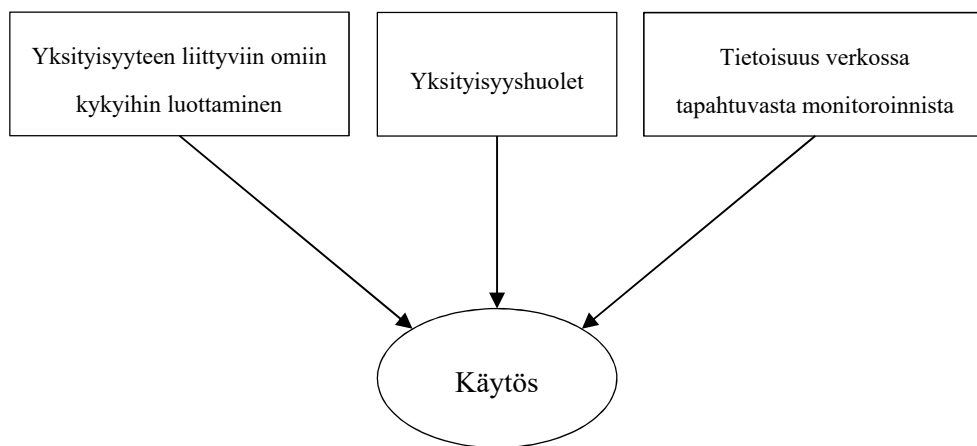 Yksityisyyteen liittyviin omiin
kykyihin luottaminen
Yksityisyyshuolet
Tietoisuus verkossa
tapahtuvasta monitoroinnista
Käytös